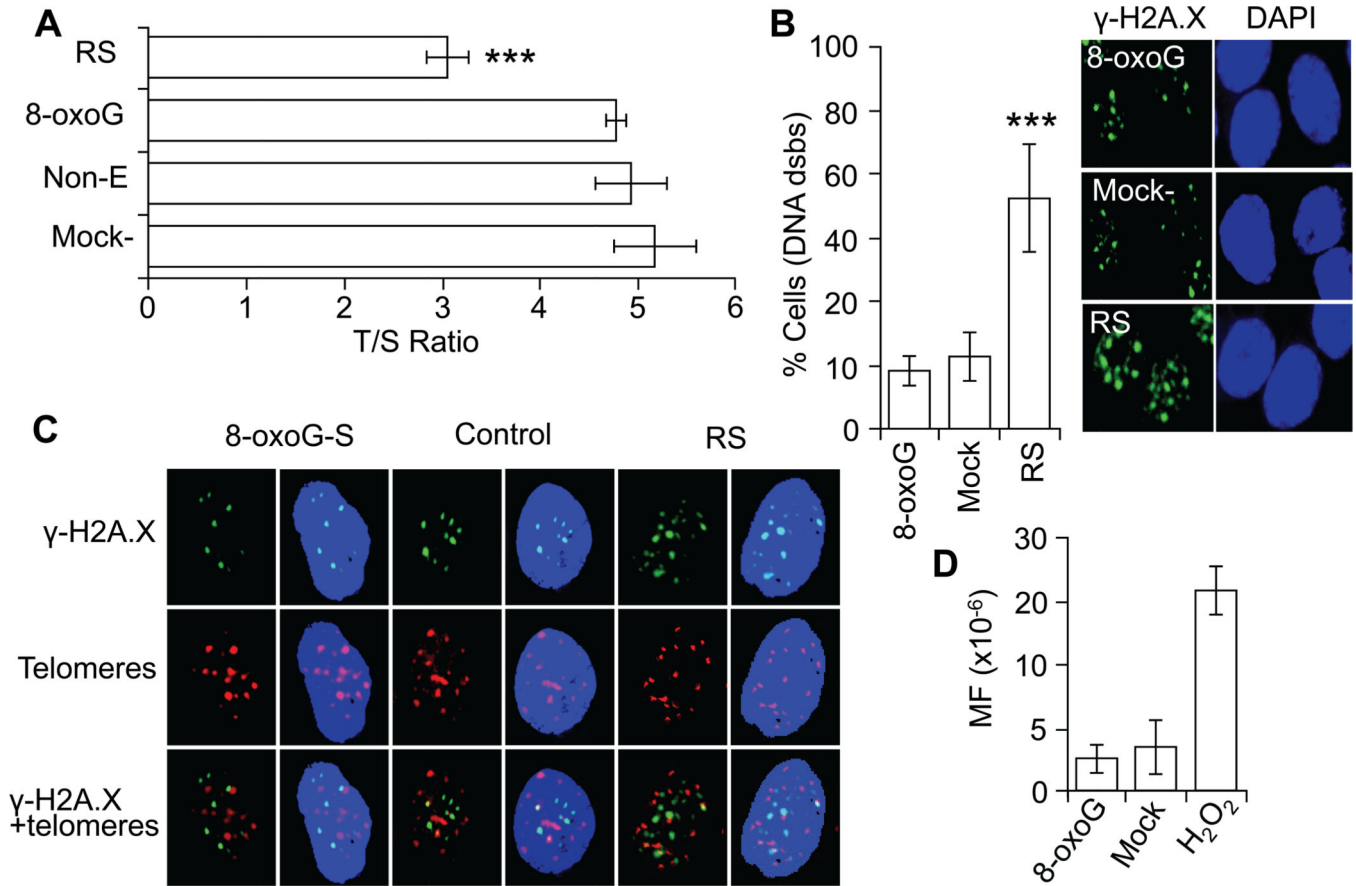 A
RS
***
8-oxoG
Non-E
Mock-
0 1 2 3 4 5 6
T/S Ratio
B
% Cells (DNA dsbs)
100
80
60
40
20
10
0
***
8-oxoG
Mock
RS
γ-H2A.X DAPI
8-oxoG
Mock-
RS
C
8-oxoG-S Control RS
γ-H2A.X
Telomeres
γ-H2A.X
+telomeres
D
MF (x10⁻⁶)
30
20
10
5
0
8-oxoG
Mock
H₂O₂